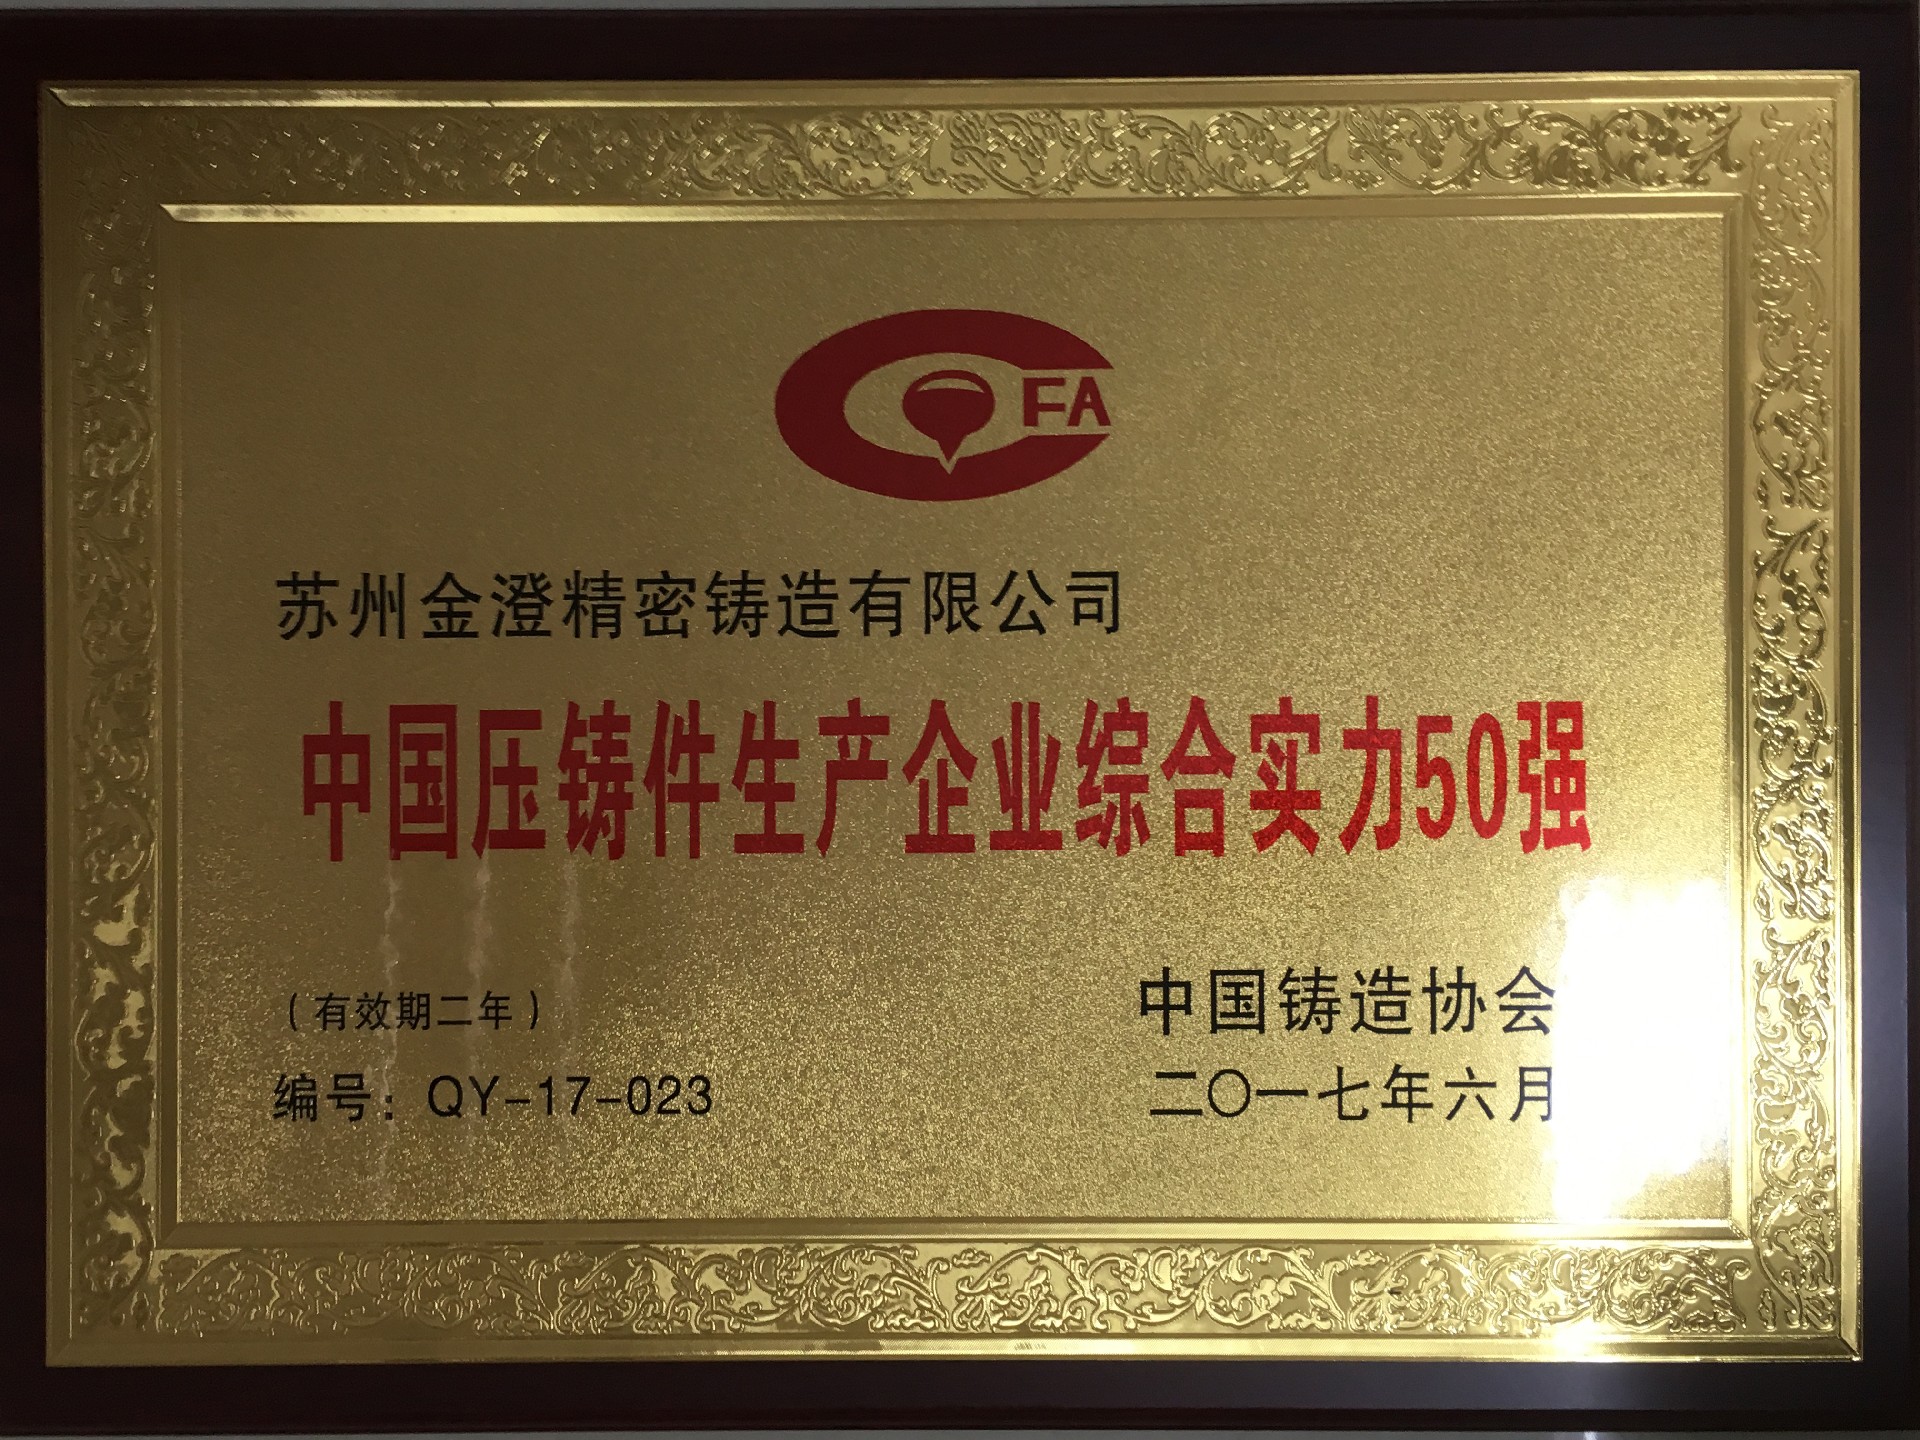 CFA
苏州金澄精密铸造有限公司
中国压铸件生产企业综合实力50强
（有效期二年）
中国铸造协会
编号：QY-17-023
二〇一七年六月